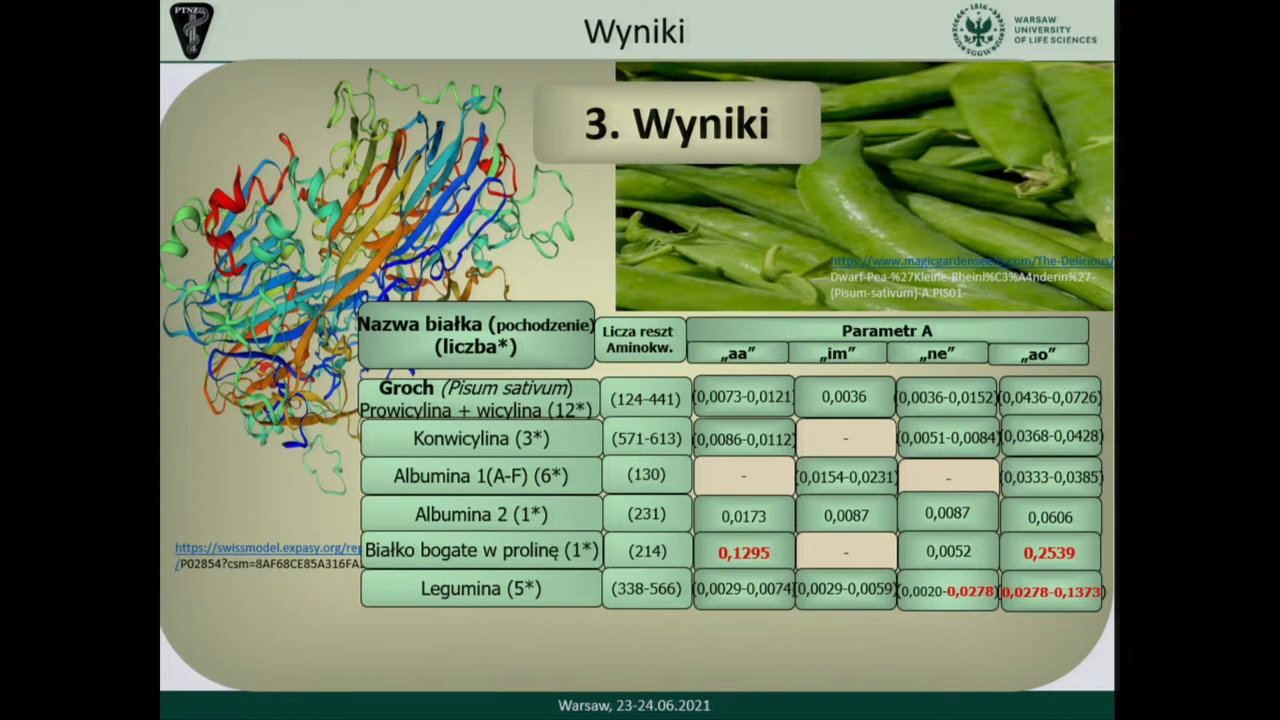 PTNZ
Wyniki
1816
SGGW
WARSAW
UNIVERSITY
OF LIFE SCIENCES
3. Wyniki
https://www.magicgardenseeds.com/The-Delicious/
Dwarf-Pea-%27Kleine-Rheinl%C3%A4nderin%27-
(Pisum-sativum)-A.PIS01-
Nazwa białka (pochodzenie) (liczba*)
Licza reszt Aminokw.
Parametr A
„aa” „im” „ne” „ao”
Groch (Pisum sativum)
Prowicylina + wicylina (12*) (124-441) (0,0073-0,0121) 0,0036 (0,0036-0,0152) (0,0436-0,0726)
Konwicylina (3*) (571-613) (0,0086-0,0112) - (0,0051-0,0084) (0,0368-0,0428)
Albumina 1(A-F) (6*) (130) - (0,0154-0,0231) - (0,0333-0,0385)
Albumina 2 (1*) (231) 0,0173 0,0087 0,0087 0,0606
Białko bogate w prolinę (1*) (214) 0,1295 - 0,0052 0,2539
Legumina (5*) (338-566) (0,0029-0,0074) (0,0029-0,0059) (0,0020-0,0278) (0,0278-0,1373)
https://swissmodel.expasy.org/rep
/P02854?csm=8AF68CE85A316FA
Warsaw, 23-24.06.2021